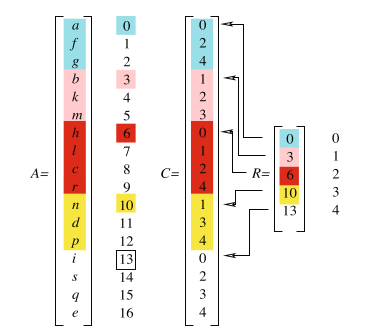 a 0 0
f 1 2
g 2 4
b 3 1
k 4 2
m 5 3
h 6 0 0 0
l 7 1 3 1
A= c 8 C= 2 R= 6 2
r 9 4 10 3
n 10 1 13 4
d 11 3
p 12 4
i 13 0
s 14 2
q 15 3
e 16 4